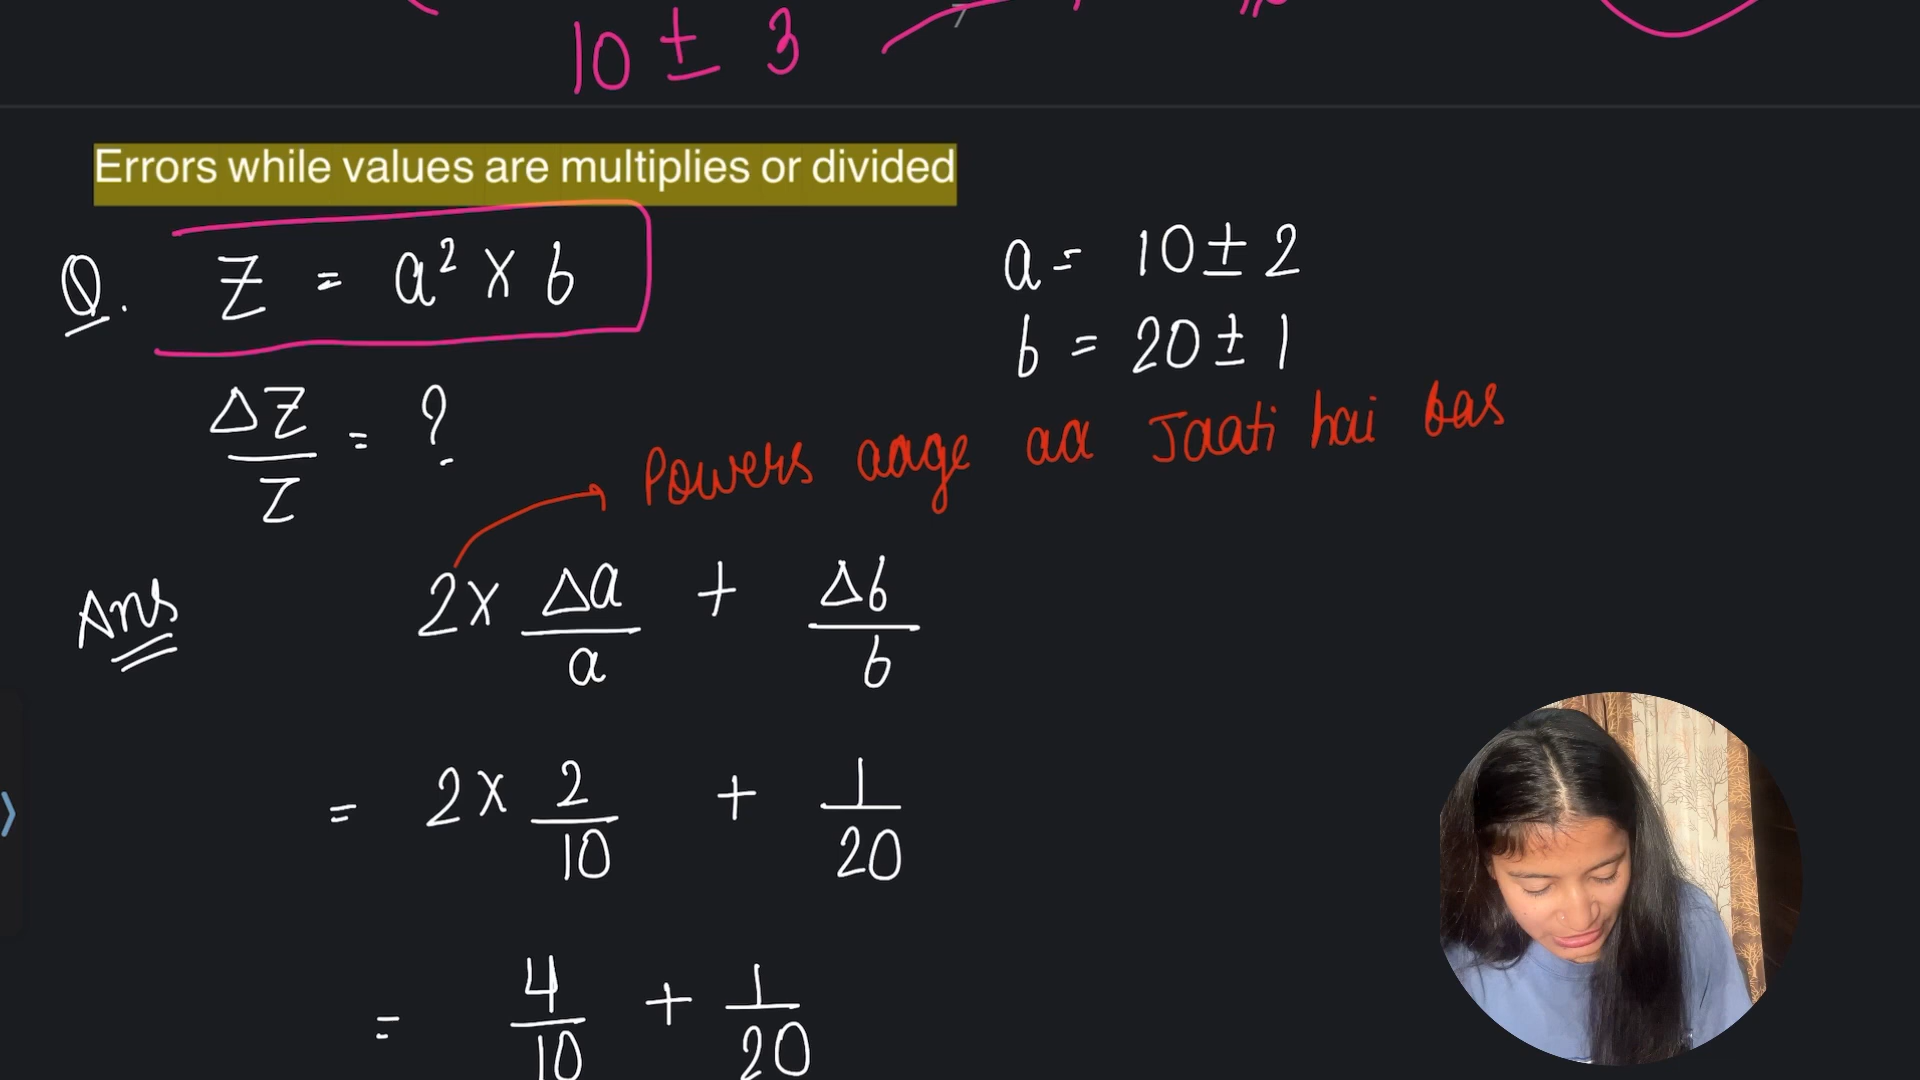 10 ± 3
Errors while values are multiplies or divided
Q. Z = a² × b
a = 10 ± 2
b = 20 ± 1
ΔZ/Z = ?
Powers aage aa Jaati hai bas
Ans 2× Δa/a + Δb/b
= 2× 2/10 + 1/20
= 4/10 + 1/20